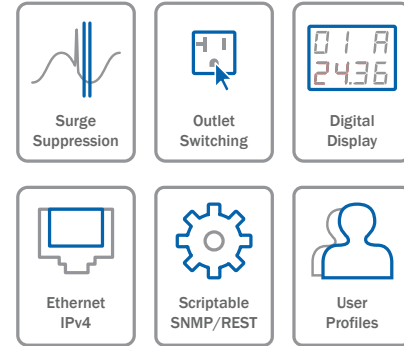 01 A
24.36
Surge
Suppression
Outlet
Switching
Digital
Display
Ethernet
IPv4
Scriptable
SNMP/REST
User
Profiles